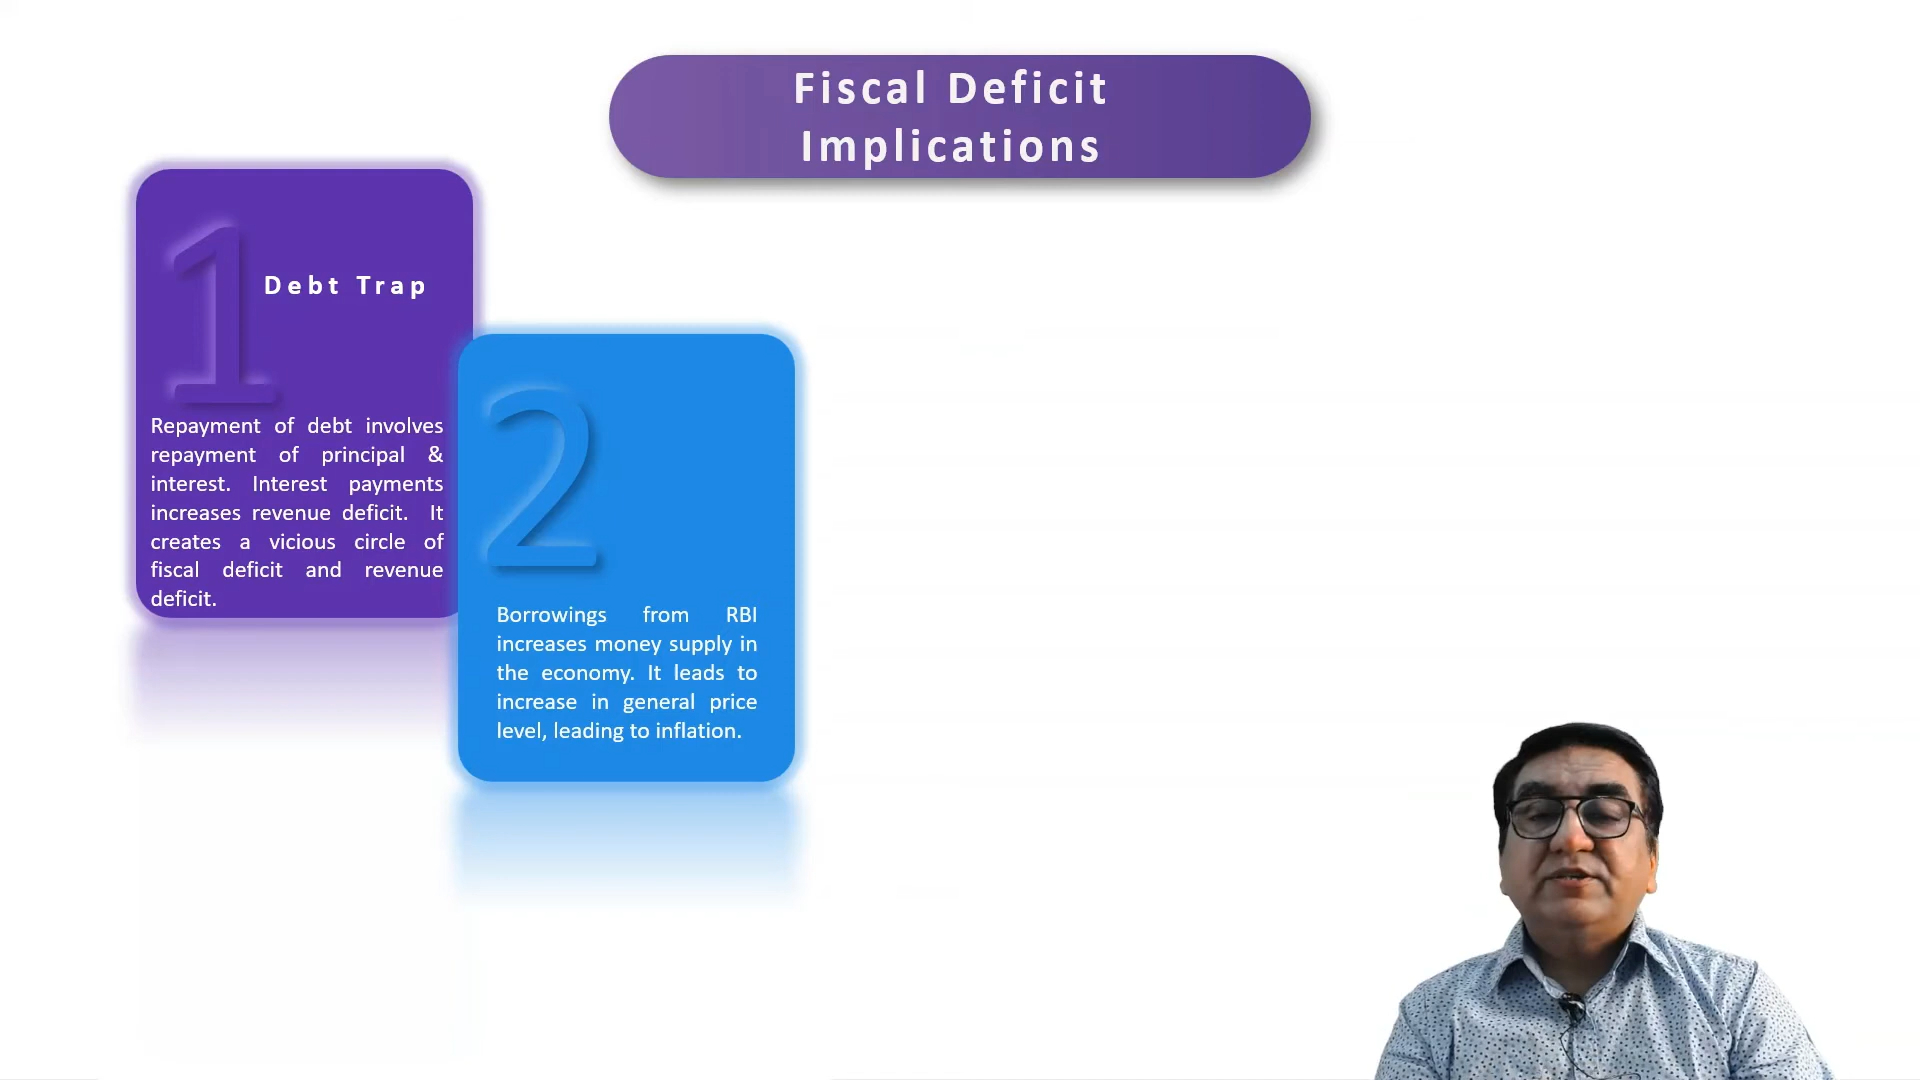 Fiscal Deficit
Implications
1
Debt Trap
Repayment of debt involves
repayment of principal &
interest. Interest payments
increases revenue deficit. It
creates a vicious circle of
fiscal deficit and revenue
deficit.
2
Borrowings from RBI
increases money supply in
the economy. It leads to
increase in general price
level, leading to inflation.